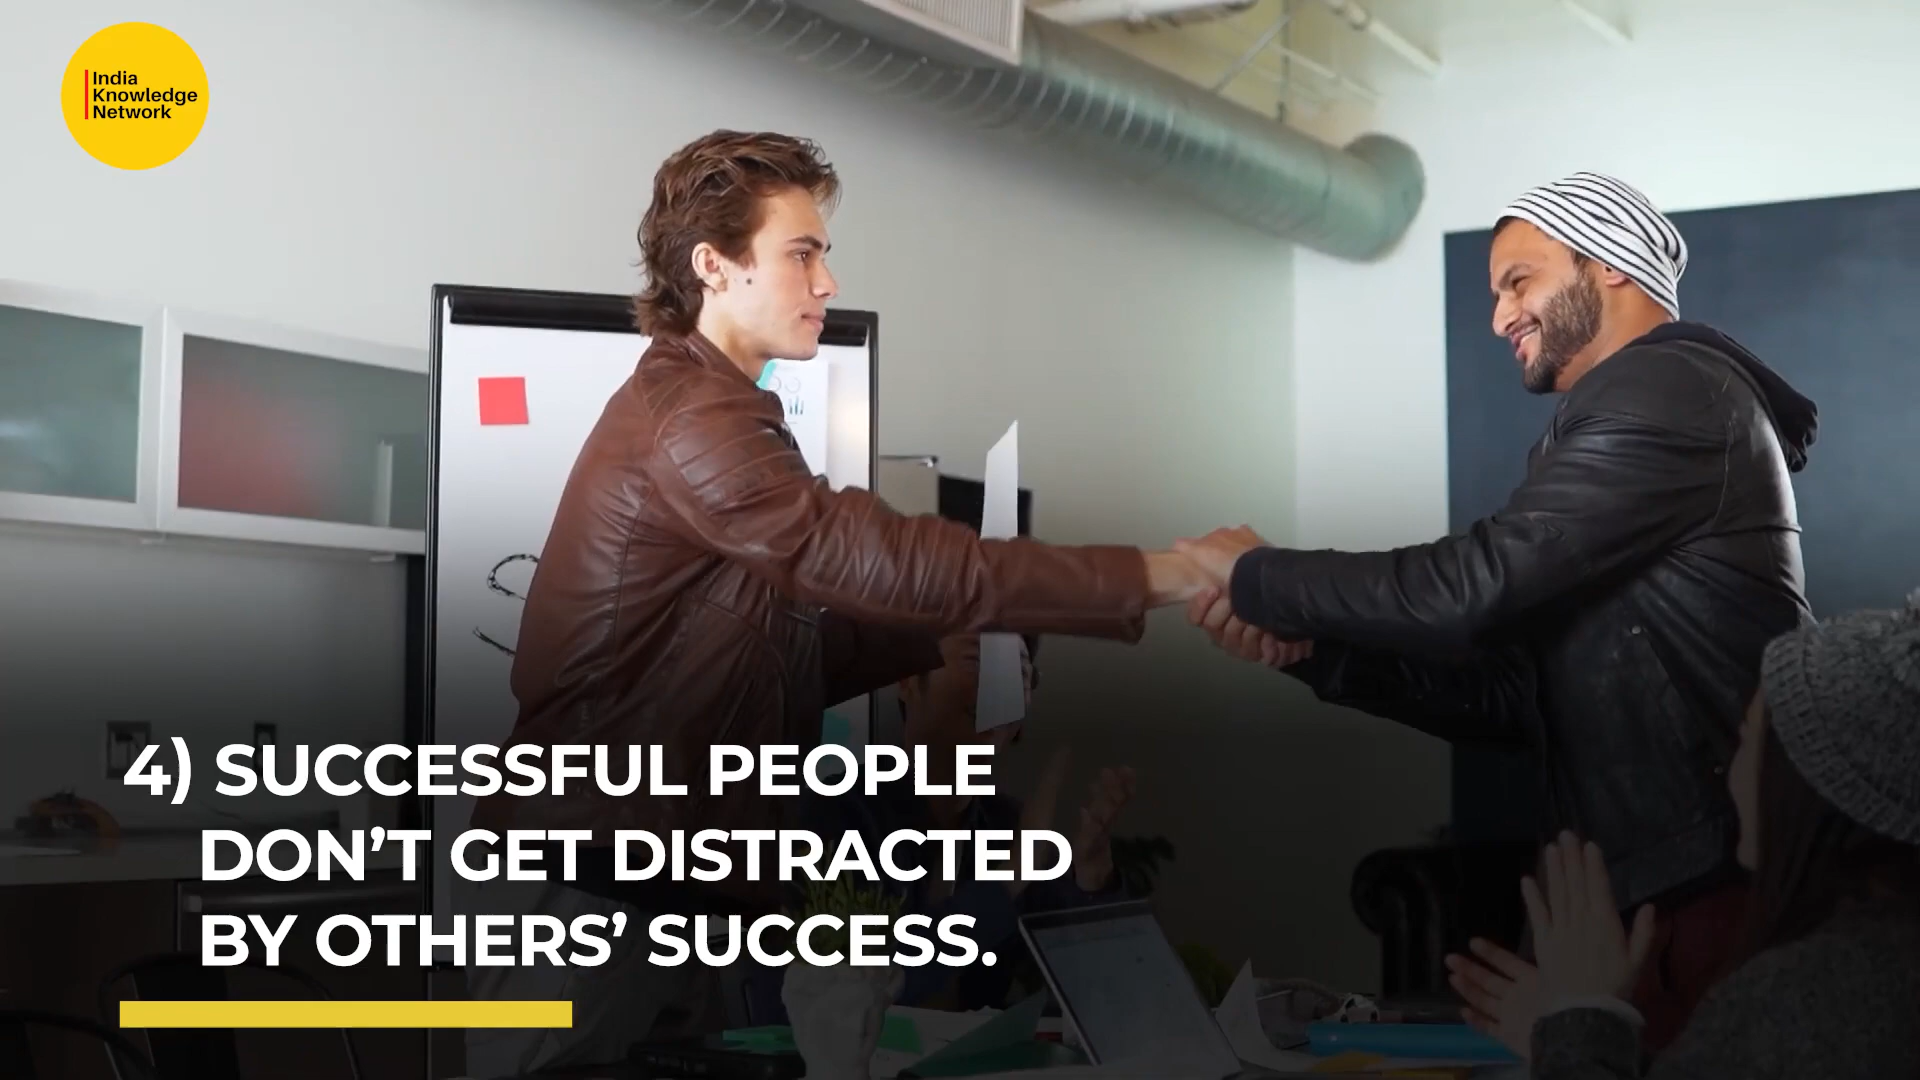 India
Knowledge
Network
4) SUCCESSFUL PEOPLE
DON’T GET DISTRACTED
BY OTHERS’ SUCCESS.